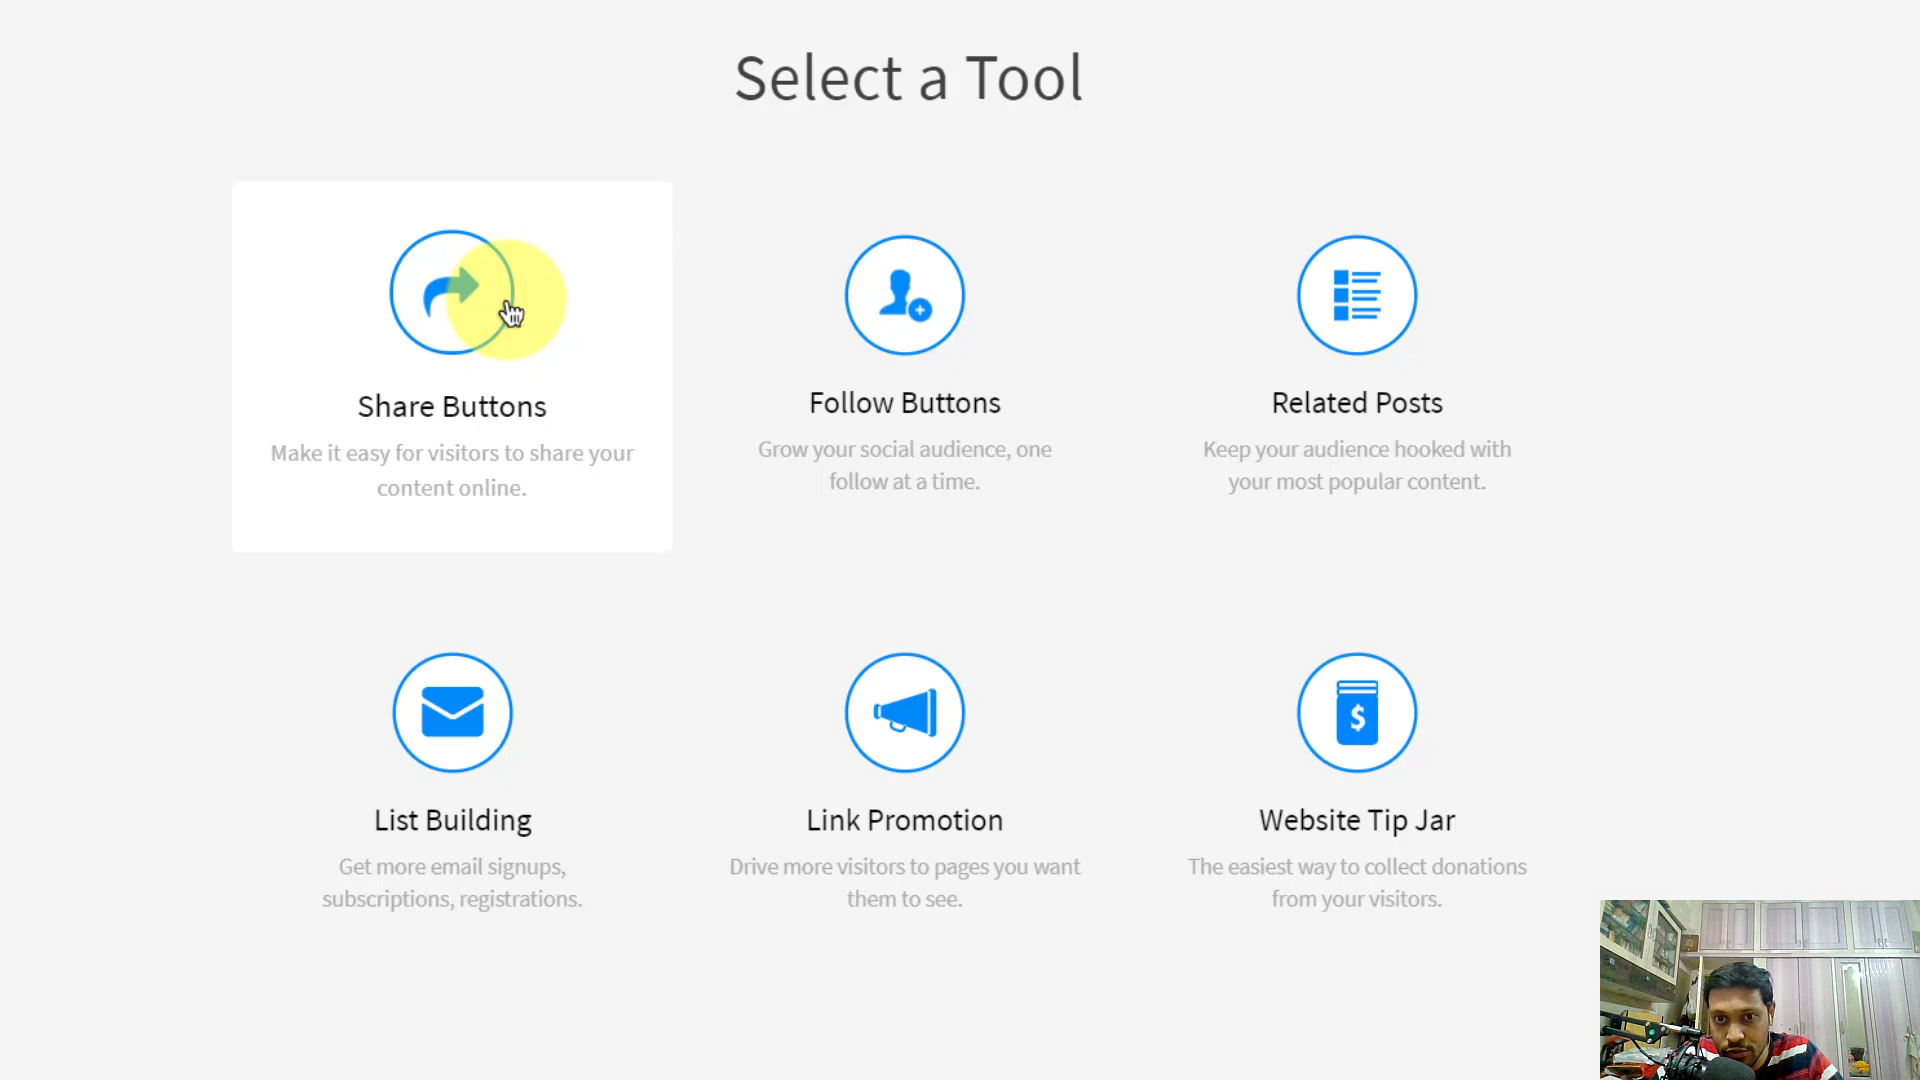 Select a Tool
Share Buttons
Make it easy for visitors to share your
content online.
Follow Buttons
Grow your social audience, one
follow at a time.
Related Posts
Keep your audience hooked with
your most popular content.
List Building
Get more email signups,
subscriptions, registrations.
Link Promotion
Drive more visitors to pages you want
them to see.
$
Website Tip Jar
The easiest way to collect donations
from your visitors.